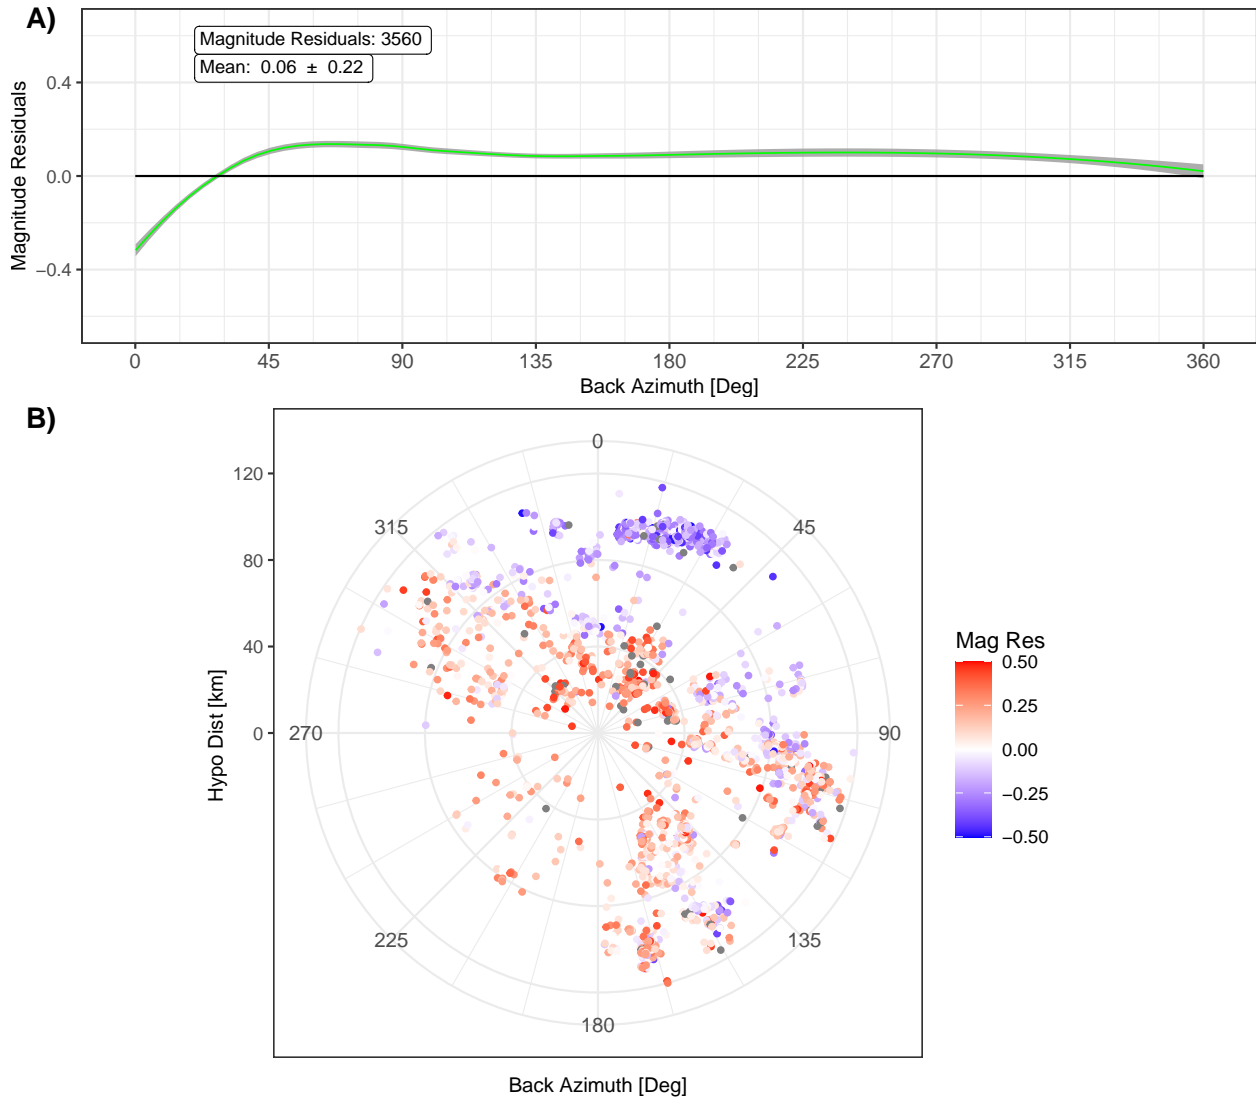 A)
Magnitude Residuals: 3560
Mean: 0.06 ± 0.22
Magnitude Residuals
0.4
0.0
−0.4
0 45 90 135 180 225 270 315 360
Back Azimuth [Deg]
B)
Hypo Dist [km]
120
80
40
0
0
45
90
135
180
225
270
315
Back Azimuth [Deg]
Mag Res
0.50
0.25
0.00
−0.25
−0.50